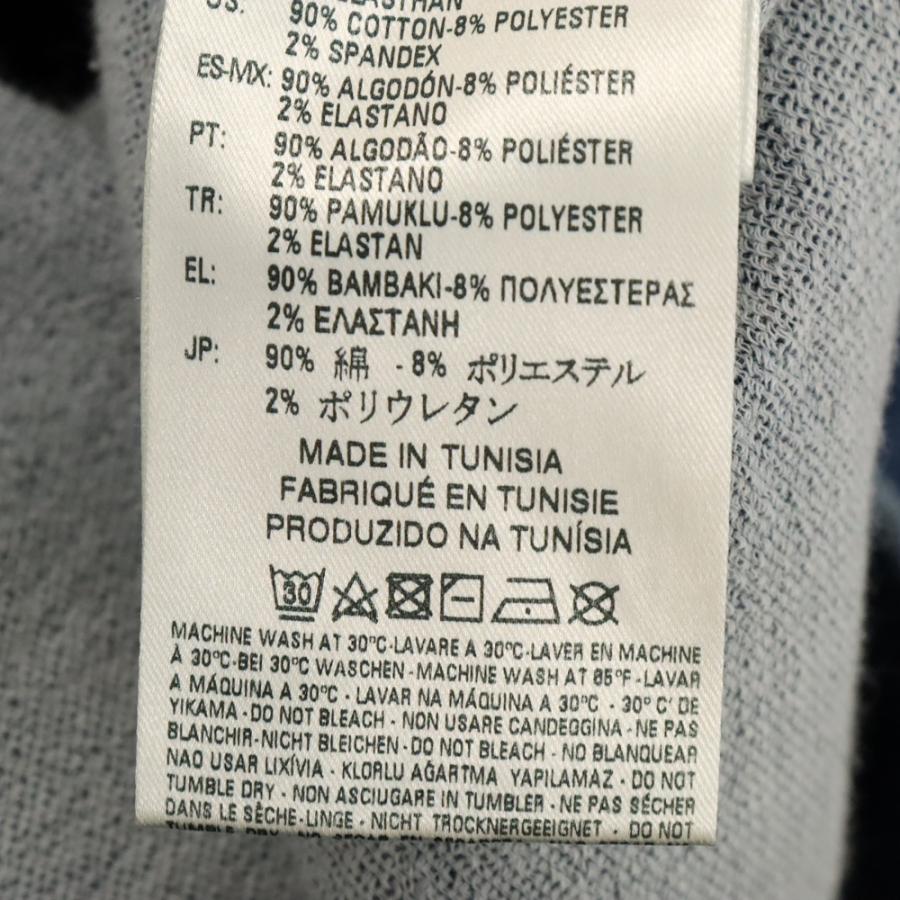 US:
ELASTHAN
90% COTTON-8% POLYESTER
2% SPANDEX
ES-MX: 90% ALGODÓN-8% POLIÉSTER
2% ELASTANO
PT: 90% ALGODÃO-8% POLIÉSTER
2% ELASTANO
TR: 90% PAMUKLU-8% POLYESTER
2% ELASTAN
EL: 90% ΒΑΜΒΑΚΙ-8% ΠΟΛΥΕΣΤΕΡΑΣ
2% ΕΛΑΣΤΑΝΗ
JP: 90% 綿 -8% ポリエステル
2% ポリウレタン
MADE IN TUNISIA
FABRIQUÉ EN TUNISIE
PRODUZIDO NA TUNÍSIA
30
MACHINE WASH AT 30°C-LAVARE A 30°C-LAVER EN MACHINE
À 30°C-BEI 30°C WASCHEN-MACHINE WASH AT 85°F-LAVAR
A MÁQUINA A 30°C - LAVAR NA MÁQUINA A 30°C - 30° C' DE
YIKAMA-DO NOT BLEACH - NON USARE CANDEGGINA-NE PAS
BLANCHIR-NICHT BLEICHEN-DO NOT BLEACH - NO BLANQUEAR
NAO USAR LIXÍVIA - KLORLU AĞARTMA YAPILAMAZ - DO NOT
TUMBLE DRY - NON ASCIUGARE IN TUMBLER-NE PAS SÉCHER
DANS LE SÈCHE-LINGE - NICHT TROCKNERGEEIGNET - DO NOT
TUMBLE DRY